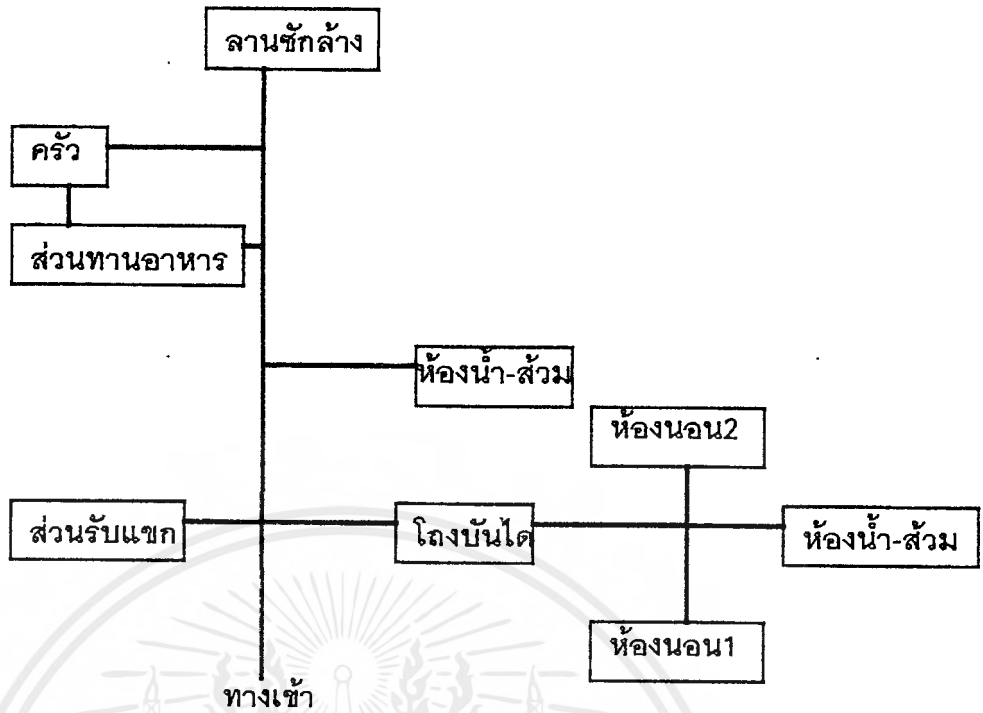 ลานซักล้าง
ครัว
ส่วนทานอาหาร
ห้องน้ำ-ส้วม
ห้องนอน2
ส่วนรับแขก
โถงบันได
ห้องน้ำ-ส้วม
ห้องนอน1
ทางเข้า